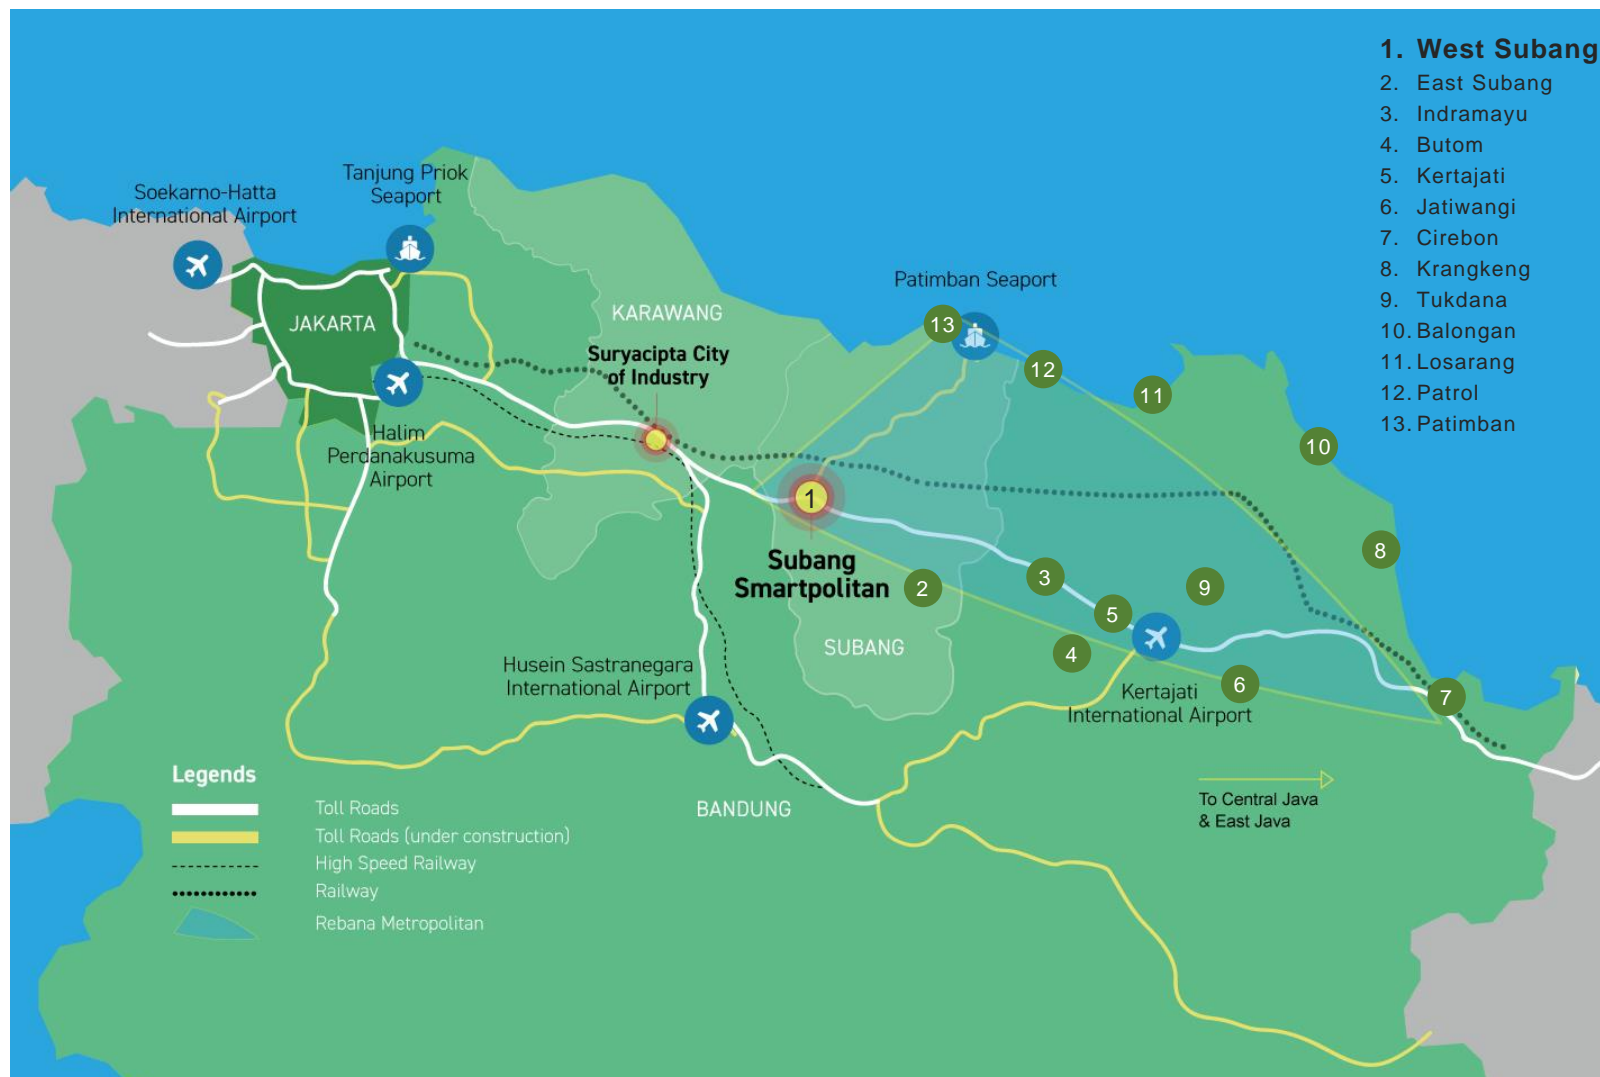 1. West Subang
2. East Subang
3. Indramayu
4. Butom
5. Kertajati
6. Jatiwangi
7. Cirebon
8. Krangkeng
9. Tukdana
10. Balongan
11. Losarang
12. Patrol
13. Patimban
Tanjung Priok
Seaport
Soekarno-Hatta
International Airport
Patimban Seaport
JAKARTA
KARAWANG
13
Suryacipta City
of Industry
12
11
Halim
Perdanakusuma
Airport
10
1
Subang
Smartpolitan
8
2
3
9
5
4
SUBANG
Husein Sastranegara
International Airport
6
7
Kertajati
International Airport
BANDUNG
To Central Java
& East Java
Legends
Toll Roads
Toll Roads (under construction)
High Speed Railway
Railway
Rebana Metropolitan